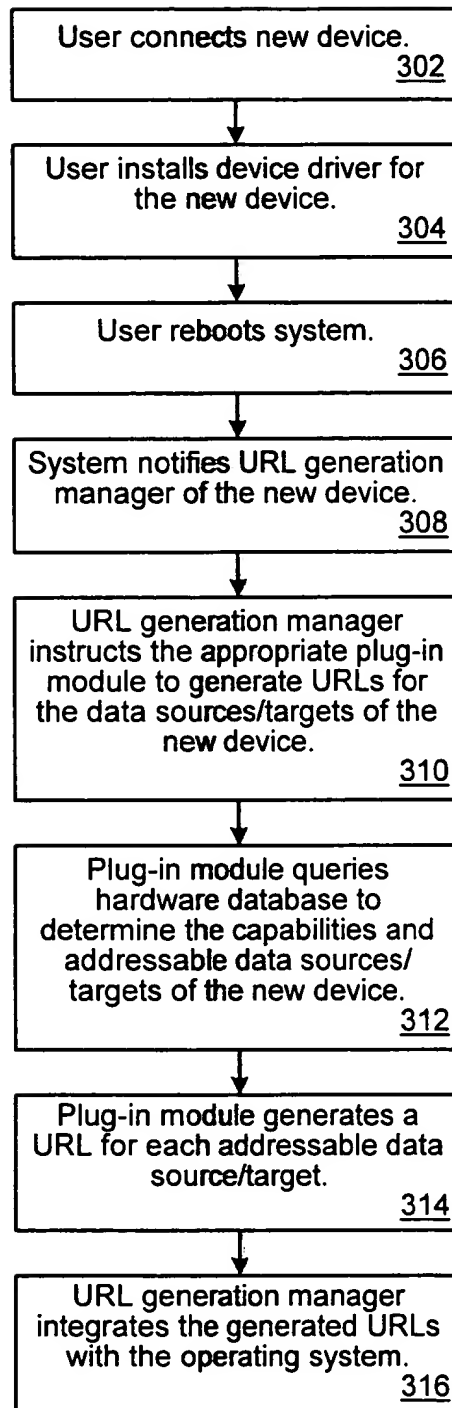 User connects new device.
302
User installs device driver for
the new device.
304
User reboots system.
306
System notifies URL generation
manager of the new device.
308
URL generation manager
instructs the appropriate plug-in
module to generate URLs for
the data sources/targets of the
new device.
310
Plug-in module queries
hardware database to
determine the capabilities and
addressable data sources/
targets of the new device.
312
Plug-in module generates a
URL for each addressable data
source/target.
314
URL generation manager
integrates the generated URLs
with the operating system.
316